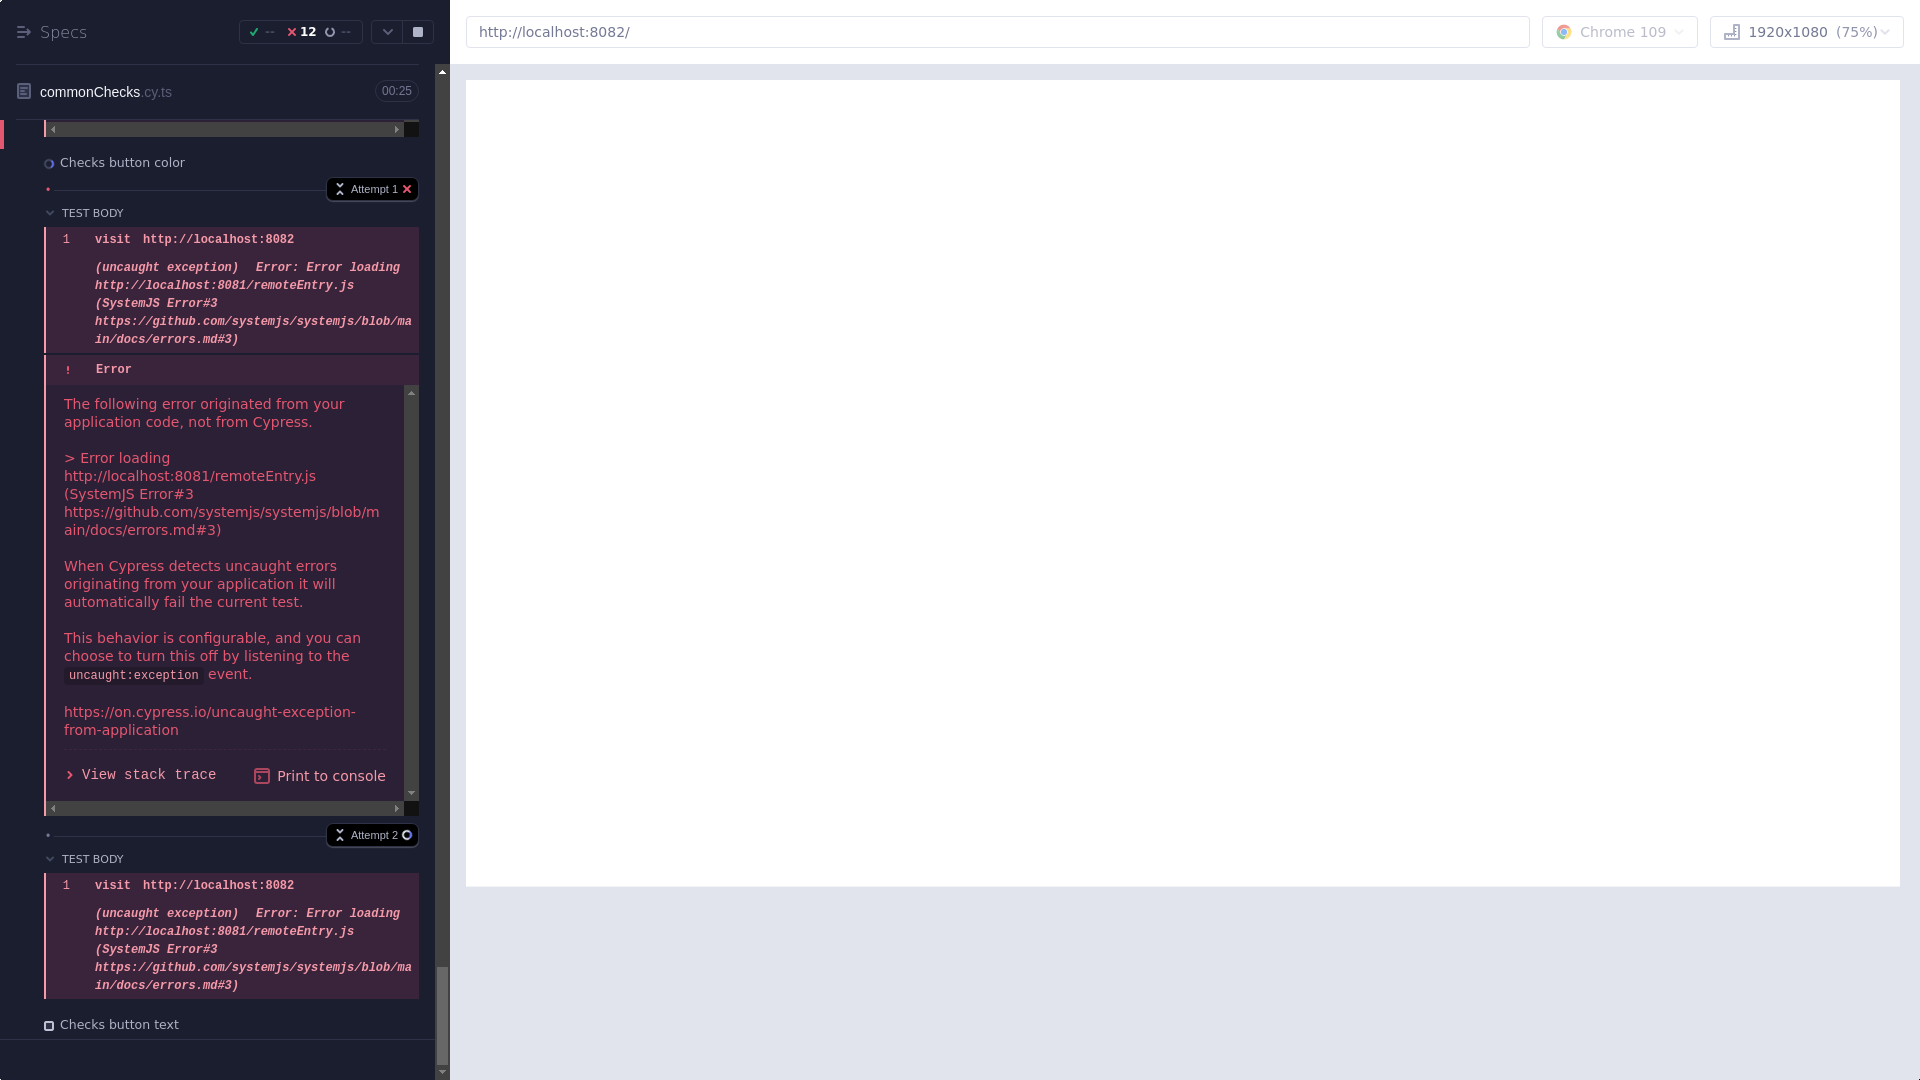 Specs
-- 12 --
commonChecks.cy.ts
00:25
Checks button color
Attempt 1
TEST BODY
1 visit http://localhost:8082
(uncaught exception) Error: Error loading
http://localhost:8081/remoteEntry.js
(SystemJS Error#3
https://github.com/systemjs/systemjs/blob/ma
in/docs/errors.md#3)
! Error
The following error originated from your
application code, not from Cypress.
> Error loading
http://localhost:8081/remoteEntry.js
(SystemJS Error#3
https://github.com/systemjs/systemjs/blob/m
ain/docs/errors.md#3)
When Cypress detects uncaught errors
originating from your application it will
automatically fail the current test.
This behavior is configurable, and you can
choose to turn this off by listening to the
uncaught:exception event.
https://on.cypress.io/uncaught-exception-
from-application
View stack trace
Print to console
Attempt 2
TEST BODY
1 visit http://localhost:8082
(uncaught exception) Error: Error loading
http://localhost:8081/remoteEntry.js
(SystemJS Error#3
https://github.com/systemjs/systemjs/blob/ma
in/docs/errors.md#3)
Checks button text
http://localhost:8082/
Chrome 109
1920x1080 (75%)